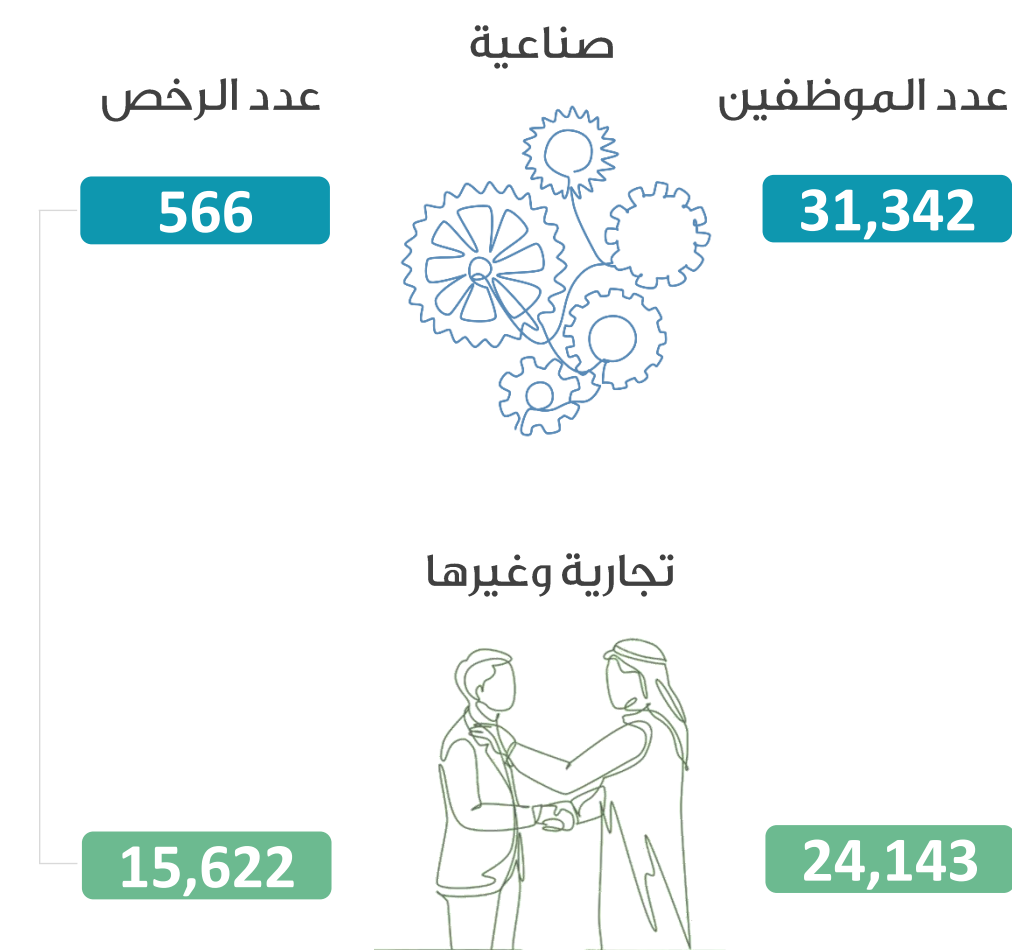 صناعية
عدد الموظفين
عدد الرخص
31,342
566
تجارية وغيرها
24,143
15,622